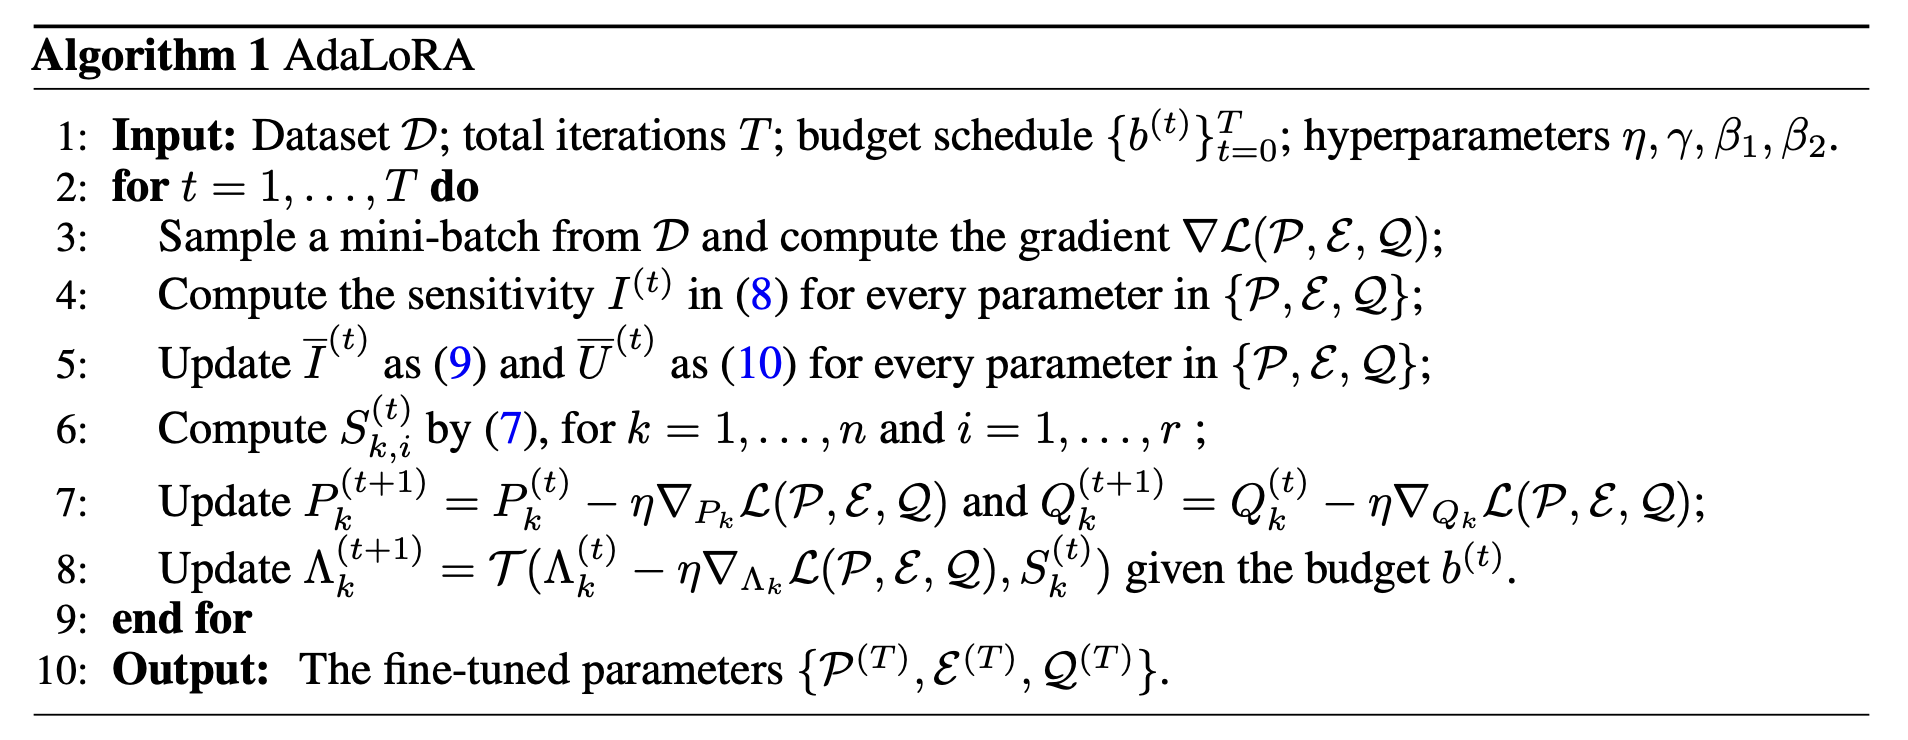 Algorithm 1 AdaLoRA
1: Input: Dataset $\mathcal{D}$; total iterations $T$; budget schedule $\{b^{(t)}\}_{t=0}^{T}$; hyperparameters $\eta, \gamma, \beta_1, \beta_2$.
2: for $t = 1, \ldots, T$ do
3: Sample a mini-batch from $\mathcal{D}$ and compute the gradient $\nabla\mathcal{L}(\mathcal{P}, \mathcal{E}, \mathcal{Q})$;
4: Compute the sensitivity $I^{(t)}$ in (8) for every parameter in $\{\mathcal{P}, \mathcal{E}, \mathcal{Q}\}$;
5: Update $\overline{I}^{(t)}$ as (9) and $\overline{U}^{(t)}$ as (10) for every parameter in $\{\mathcal{P}, \mathcal{E}, \mathcal{Q}\}$;
6: Compute $S_{k,i}^{(t)}$ by (7), for $k = 1, \ldots, n$ and $i = 1, \ldots, r$ ;
7: Update $P_k^{(t+1)} = P_k^{(t)} - \eta\nabla_{P_k}\mathcal{L}(\mathcal{P}, \mathcal{E}, \mathcal{Q})$ and $Q_k^{(t+1)} = Q_k^{(t)} - \eta\nabla_{Q_k}\mathcal{L}(\mathcal{P}, \mathcal{E}, \mathcal{Q})$;
8: Update $\Lambda_k^{(t+1)} = \mathcal{T}(\Lambda_k^{(t)} - \eta\nabla_{\Lambda_k}\mathcal{L}(\mathcal{P}, \mathcal{E}, \mathcal{Q}), S_k^{(t)})$ given the budget $b^{(t)}$.
9: end for
10: Output: The fine-tuned parameters $\{\mathcal{P}^{(T)}, \mathcal{E}^{(T)}, \mathcal{Q}^{(T)}\}$.